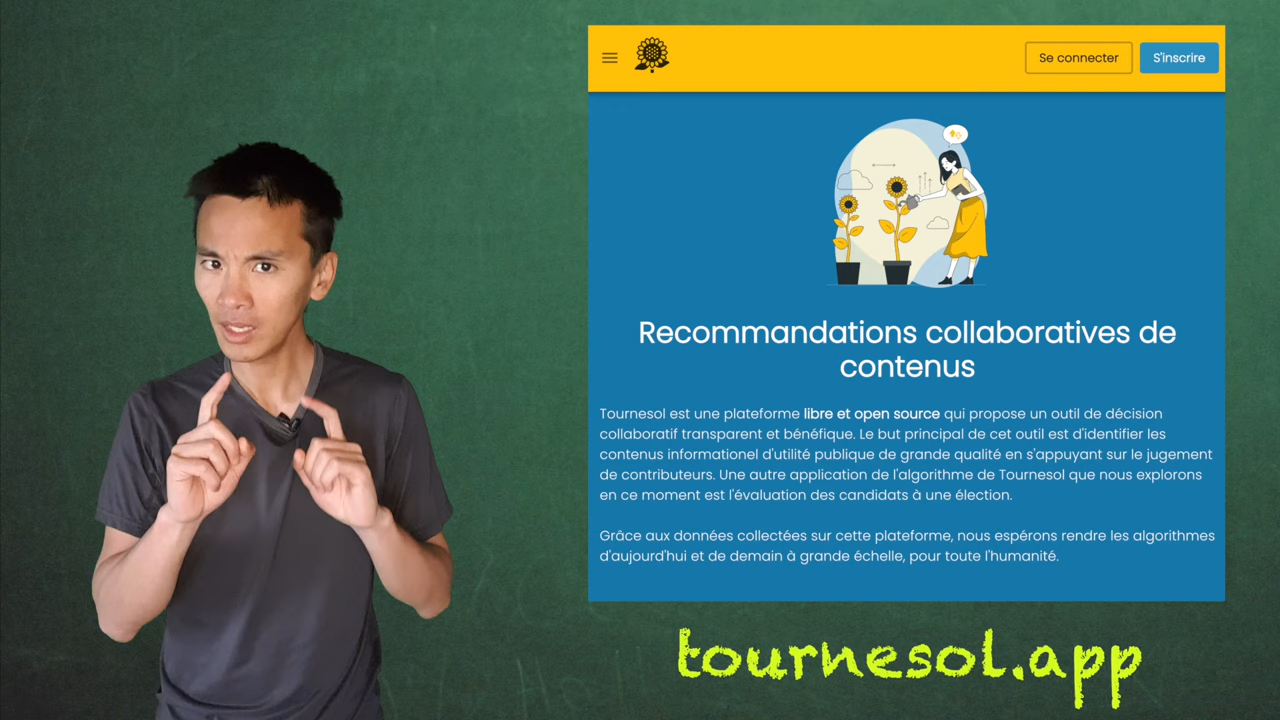 Se connecter
S'inscrire
Recommandations collaboratives de
contenus
Tournesol est une plateforme libre et open source qui propose un outil de décision
collaboratif transparent et bénéfique. Le but principal de cet outil est d'identifier les
contenus informationel d'utilité publique de grande qualité en s'appuyant sur le jugement
de contributeurs. Une autre application de l'algorithme de Tournesol que nous explorons
en ce moment est l'évaluation des candidats à une élection.
Grâce aux données collectées sur cette plateforme, nous espérons rendre les algorithmes
d'aujourd'hui et de demain à grande échelle, pour toute l'humanité.
tournesol.app